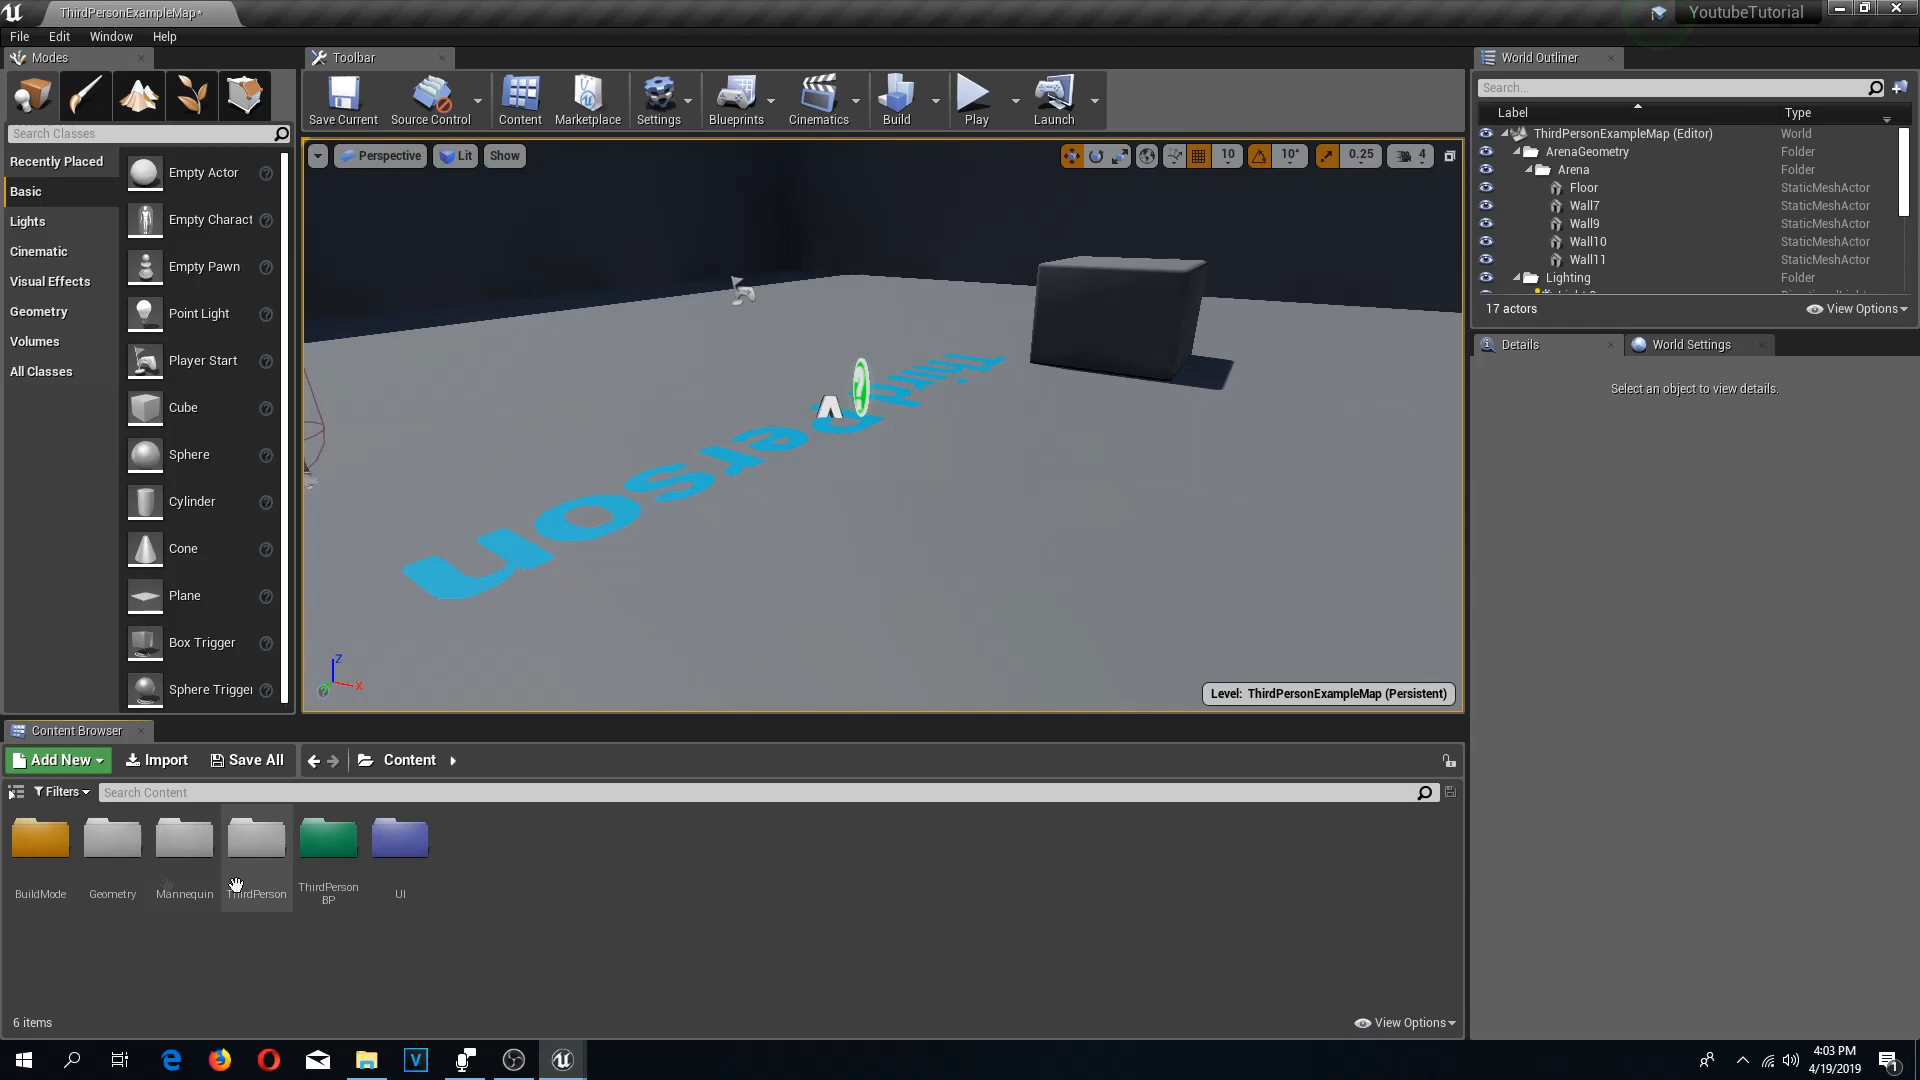 ThirdPersonExampleMap*
YoutubeTutorial
File Edit Window Help
Modes
Toolbar
World Outliner
Save Current
Source Control
Content
Marketplace
Settings
Blueprints
Cinematics
Build
Play
Launch
Search...
Label Type
Search Classes
Recently Placed
Basic
Lights
Cinematic
Visual Effects
Geometry
Volumes
All Classes
Empty Actor
Empty Charact
Empty Pawn
Point Light
Player Start
Cube
Sphere
Cylinder
Cone
Plane
Box Trigger
Sphere Trigger
Perspective Lit Show
10 10° 0.25 4
Third Person
Z
X
Level: ThirdPersonExampleMap (Persistent)
ThirdPersonExampleMap (Editor) World
ArenaGeometry Folder
Arena Folder
Floor StaticMeshActor
Wall7 StaticMeshActor
Wall9 StaticMeshActor
Wall10 StaticMeshActor
Wall11 StaticMeshActor
Lighting Folder
17 actors
View Options
Details
World Settings
Select an object to view details.
Content Browser
Add New Import Save All Content
Filters
Search Content
BuildMode
Geometry
Mannequin
ThirdPerson
ThirdPerson
BP
UI
6 items
View Options
4:03 PM
4/19/2019
1